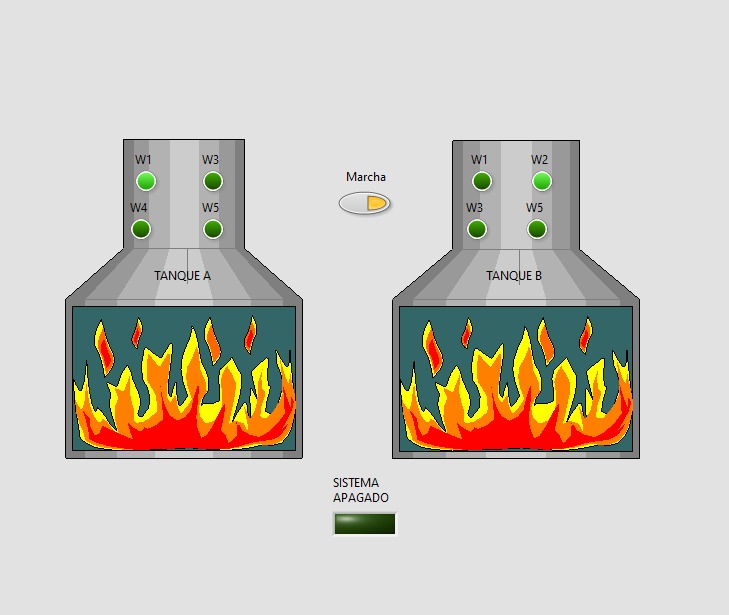 W1 W3
W4 W5
TANQUE A
Marcha
W1 W2
W3 W5
TANQUE B
SISTEMA
APAGADO